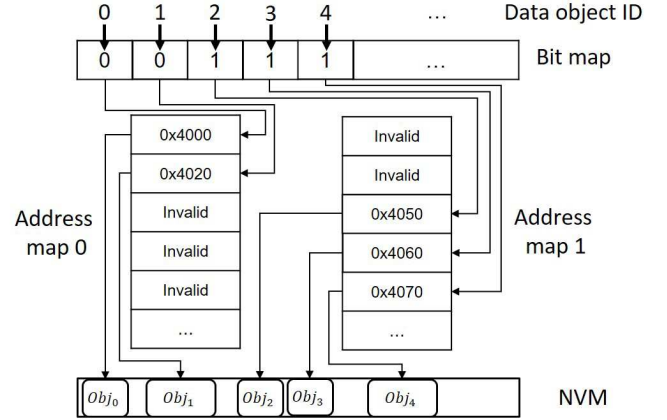 0 1 2 3 4 ... Data object ID
0 0 1 1 1 ... Bit map
0x4000
0x4020
Invalid
Invalid
Invalid
...
Address
map 0
Invalid
Invalid
0x4050
0x4060
0x4070
...
Address
map 1
Obj₀ Obj₁ Obj₂ Obj₃ Obj₄ NVM